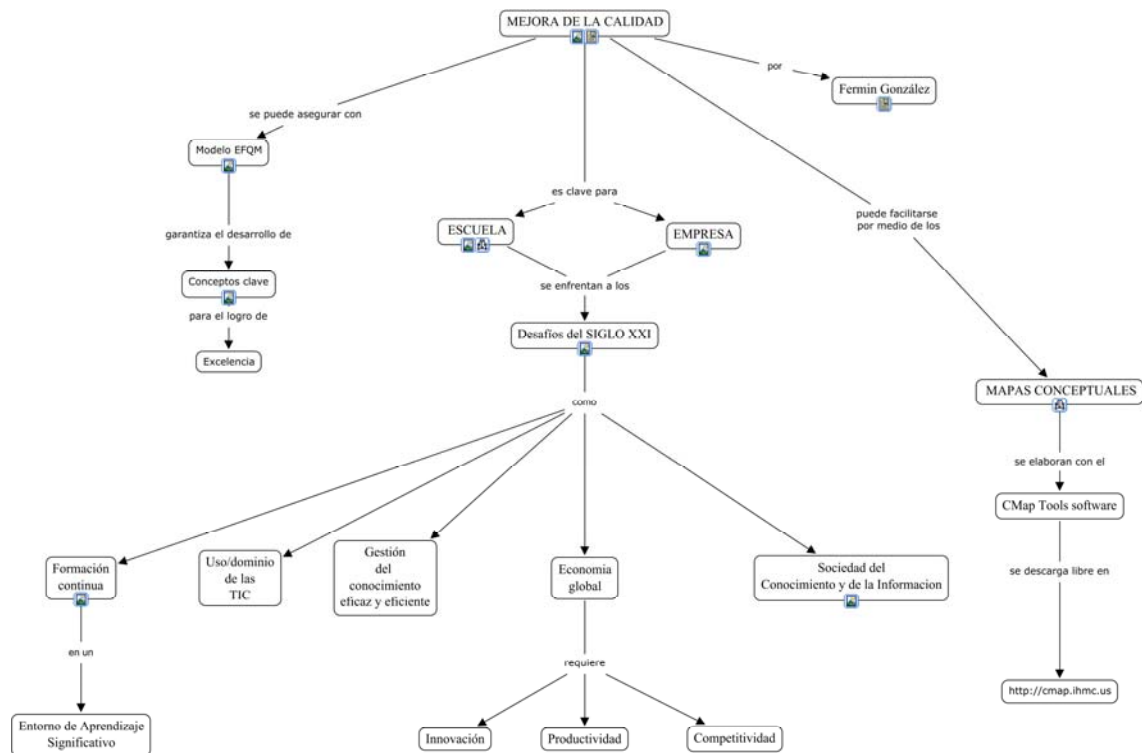 MEJORA DE LA CALIDAD
por
Fermin González
se puede asegurar con
Modelo EFQM
es clave para
puede facilitarse
por medio de los
ESCUELA
EMPRESA
garantiza el desarrollo de
Conceptos clave
se enfrentan a los
para el logro de
Desafíos del SIGLO XXI
Excelencia
MAPAS CONCEPTUALES
como
se elaboran con el
CMap Tools software
Formación
continua
Uso/dominio
de las
TIC
Gestión
del
conocimiento
eficaz y eficiente
Economia
global
Sociedad del
Conocimiento y de la Informacion
se descarga libre en
en un
requiere
http://cmap.ihmc.us
Entorno de Aprendizaje
Significativo
Innovación
Productividad
Competitividad